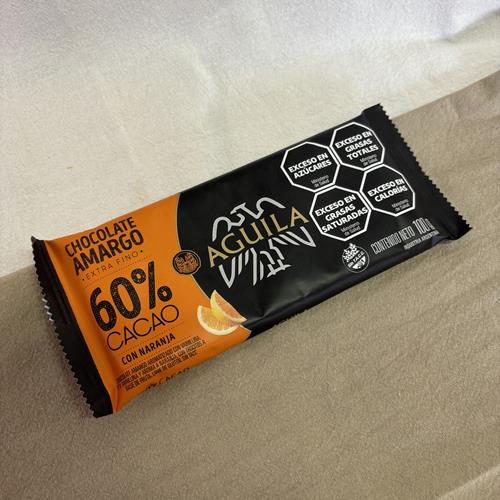 CHOCOLATE
AMARGO
• EXTRA FINO •
60%
CACAO
CON NARANJA
AGUILA
EXCESO EN
AZÚCARES
Ministerio
de Salud
EXCESO EN
GRASAS
TOTALES
Ministerio
de Salud
EXCESO EN
GRASAS
SATURADAS
Ministerio
de Salud
EXCESO EN
CALORÍAS
Ministerio
de Salud
SIN T.A.C.C.
CONTENIDO NETO 100g
INDUSTRIA ARGENTINA
CACAO